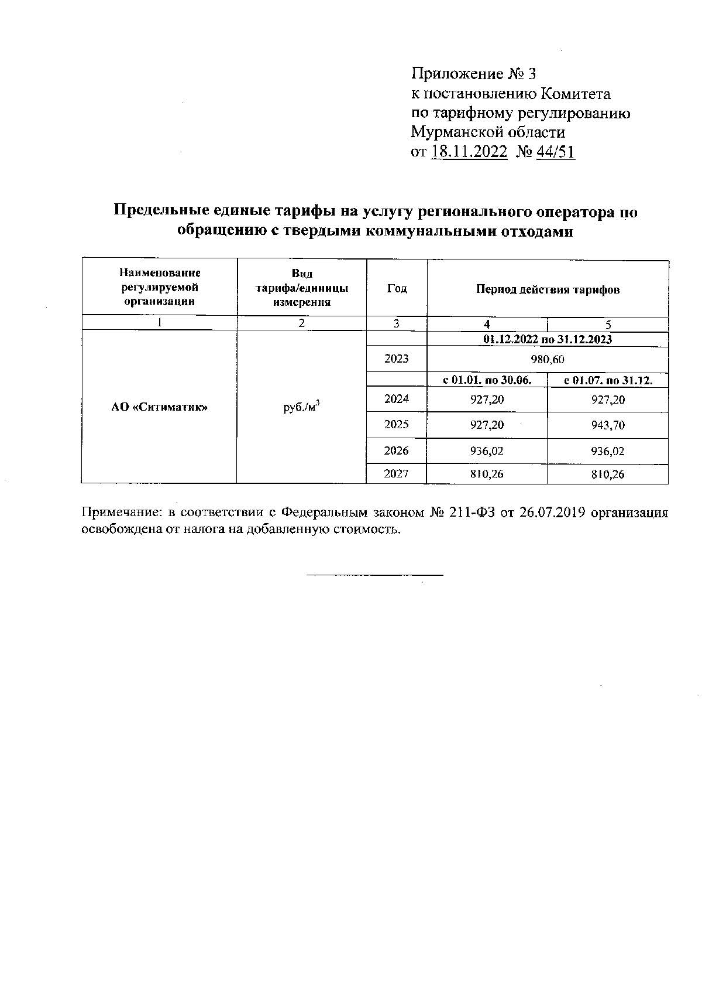 Приложение № 3
к постановлению Комитета
по тарифному регулированию
Мурманской области
от 18.11.2022 № 44/51
Предельные единые тарифы на услугу регионального оператора по
обращению с твердыми коммунальными отходами
Наименование
регулируемой
организации
Вид
тарифа/единицы
измерения
Год
Период действия тарифов
1 2 3 4 5
01.12.2022 по 31.12.2023
2023 980,60
с 01.01. по 30.06. с 01.07. по 31.12.
АО «Ситиматик» руб./м³
2024 927,20 927,20
2025 927,20 943,70
2026 936,02 936,02
2027 810,26 810,26
Примечание: в соответствии с Федеральным законом № 211-ФЗ от 26.07.2019 организация
освобождена от налога на добавленную стоимость.